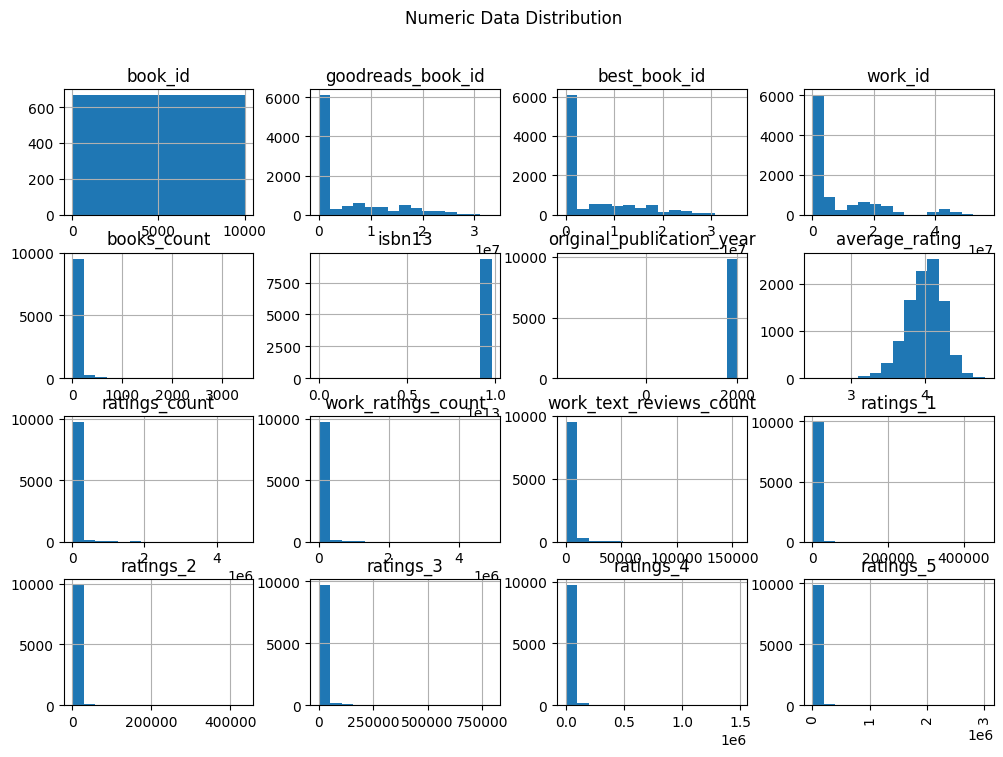 Numeric Data Distribution
book_id goodreads_book_id best_book_id work_id
600 6000 6000 6000
400 4000 4000 4000
200 2000 2000 2000
0 0 0 0
0 5000 10000 0 1 2 3 0 1 2 3 0 2 4
1e7 1e7 1e7
books_count isbn13 original_publication_year average_rating
10000 7500 10000 2000
5000 5000 5000 1000
2500
0 0 0 0
0 1000 2000 3000 0.0 0.5 1.0 0 2000 3 4
1e13
ratings_count work_ratings_count work_text_reviews_count ratings_1
10000 10000 10000 10000
5000 5000 5000 5000
0 0 0 0
0 2 4 0 2 4 0 50000 100000 150000 0 200000 400000
1e6 1e6
ratings_2 ratings_3 ratings_4 ratings_5
10000 10000 10000 10000
5000 5000 5000 5000
0 0 0 0
0 200000 400000 0 250000 500000 750000 0.0 0.5 1.0 1.5 0 1 2 3
1e6 1e6